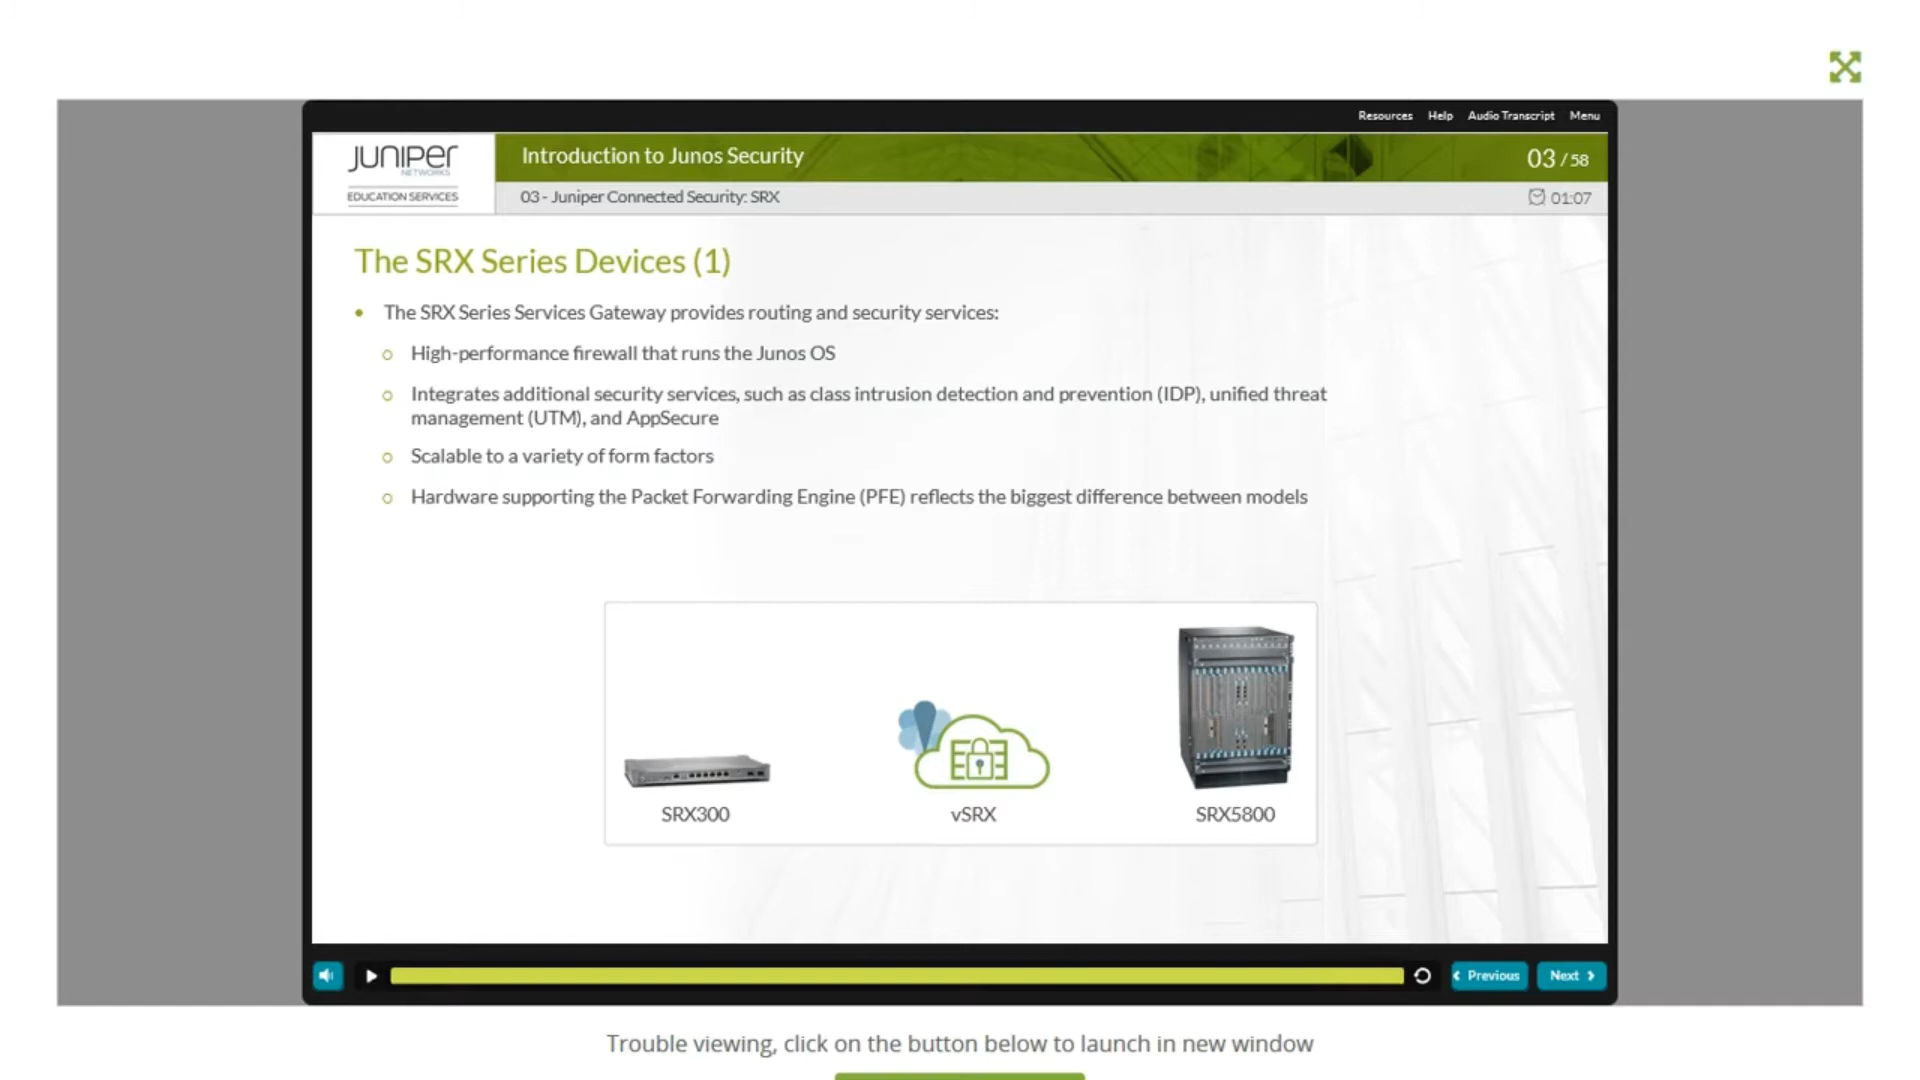 Resources Help Audio Transcript Menu
JUNIPER
NETWORKS
EDUCATION SERVICES
Introduction to Junos Security
03 / 58
03 - Juniper Connected Security: SRX
01:07
The SRX Series Devices (1)
• The SRX Series Services Gateway provides routing and security services:
o High-performance firewall that runs the Junos OS
o Integrates additional security services, such as class intrusion detection and prevention (IDP), unified threat
management (UTM), and AppSecure
o Scalable to a variety of form factors
o Hardware supporting the Packet Forwarding Engine (PFE) reflects the biggest difference between models
SRX300
vSRX
SRX5800
Previous
Next
Trouble viewing, click on the button below to launch in new window